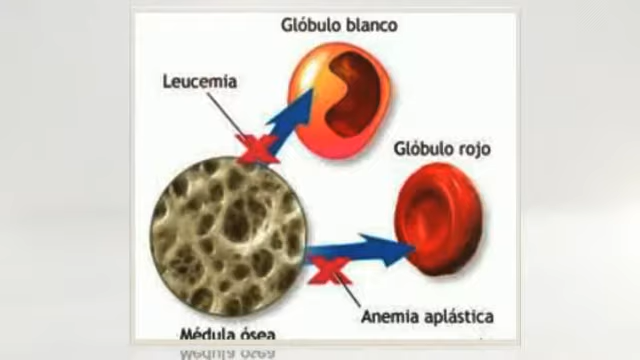 Glóbulo blanco
Leucemia
Glóbulo rojo
Anemia aplástica
Médula ósea